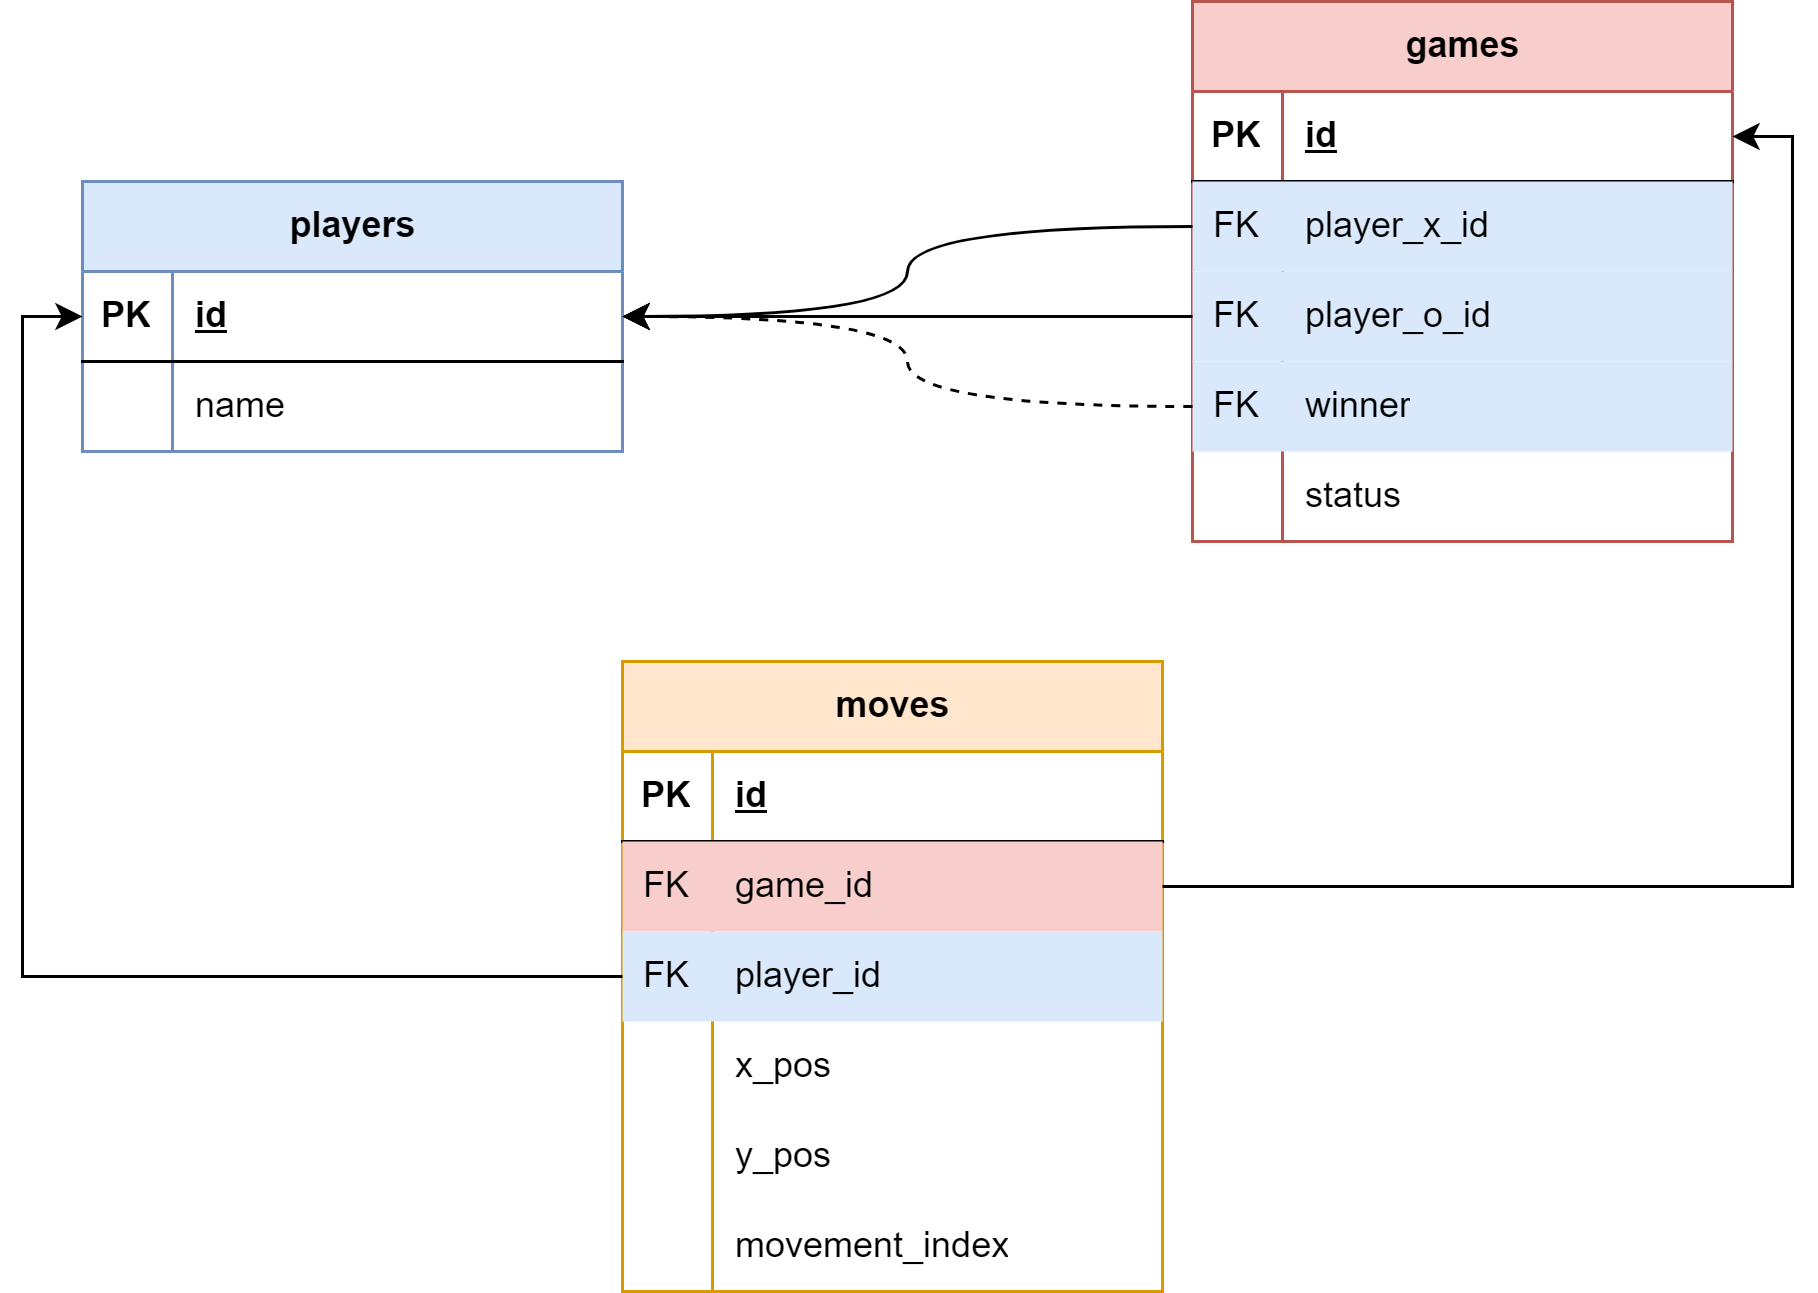 players
PK id
name
games
PK id
FK player_x_id
FK player_o_id
FK winner
status
moves
PK id
FK game_id
FK player_id
x_pos
y_pos
movement_index